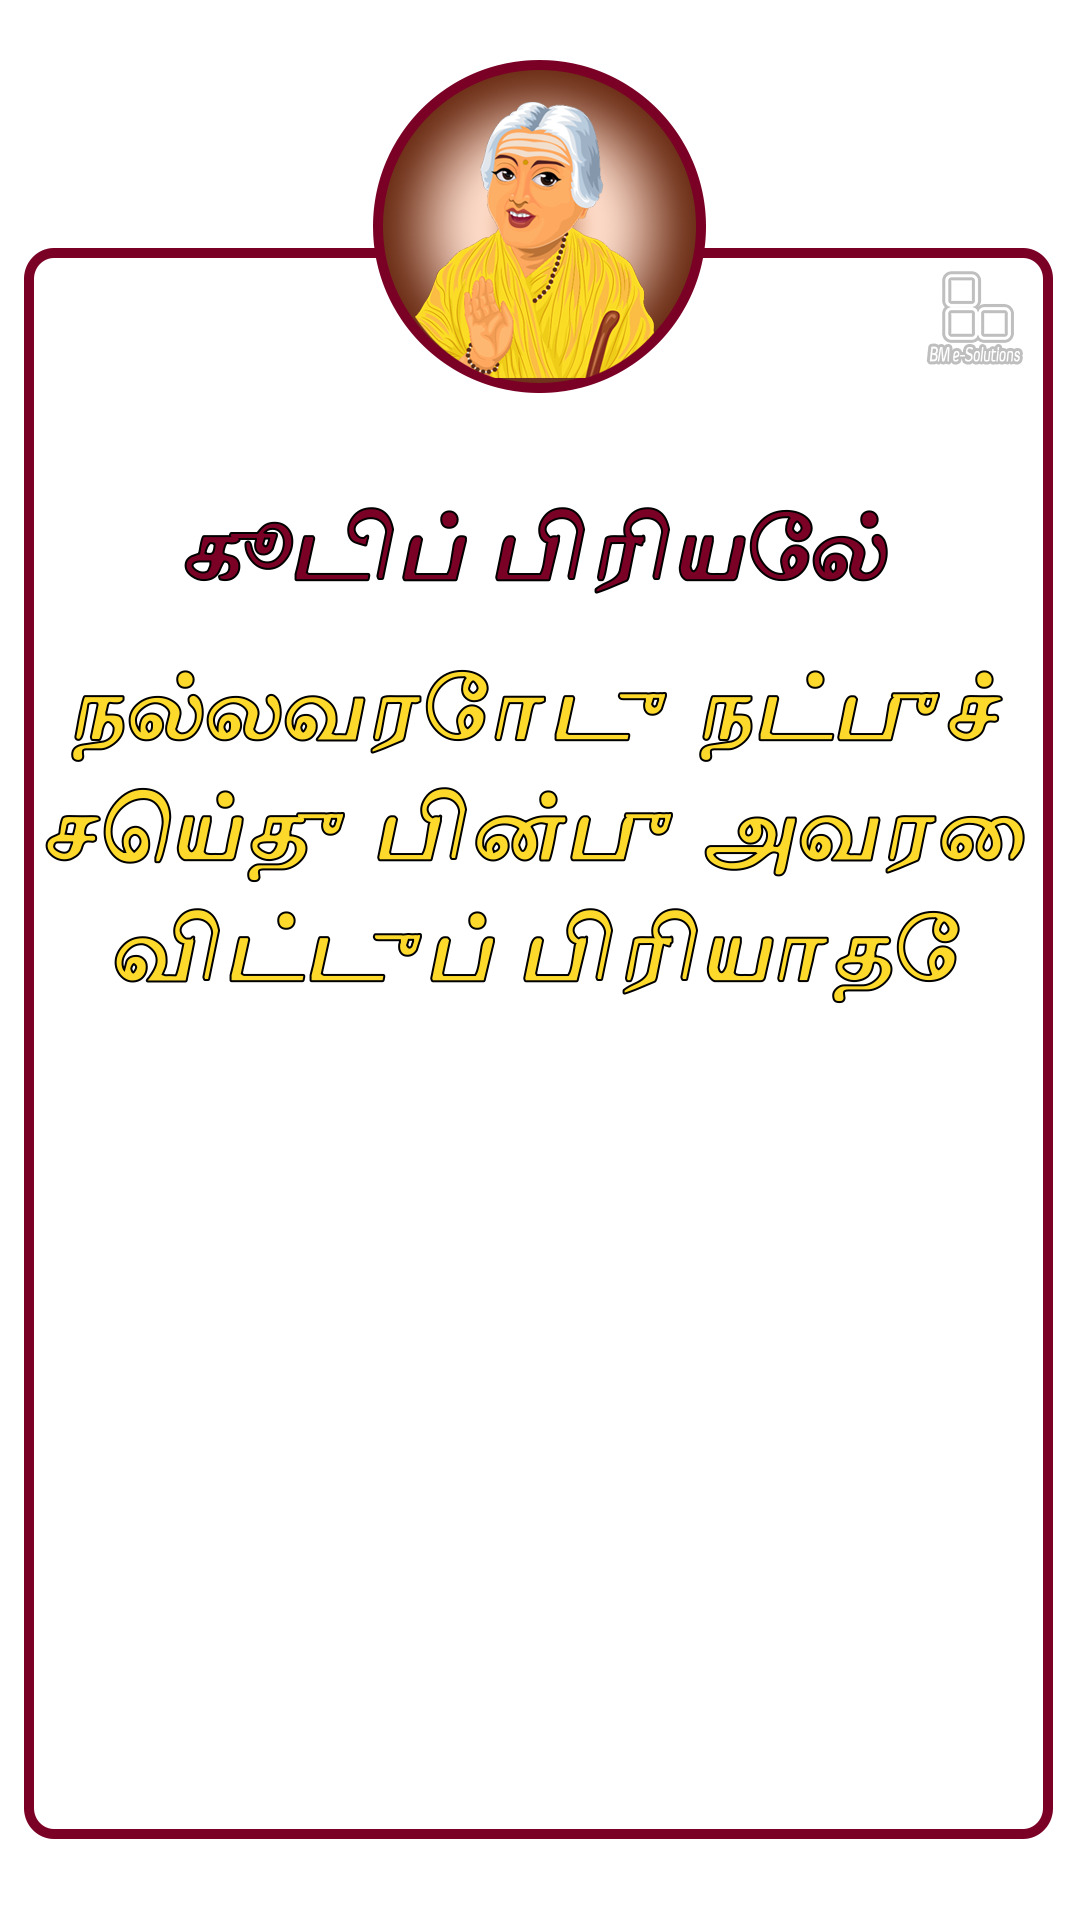 கூடிப் பிரியேல்
நல்லவரோடு நட்புச்
செய்து பின்பு அவரை
விட்டுப் பிரியாதே
BM e-Solutions